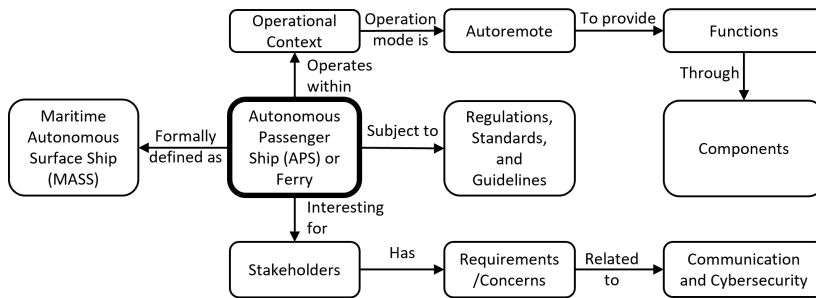 Operational
Context
Operation
mode is
Autoremote
To provide
Functions
Operates
within
Through
Maritime
Autonomous
Surface Ship
(MASS)
Formally
defined as
Autonomous
Passenger
Ship (APS) or
Ferry
Subject to
Regulations,
Standards,
and
Guidelines
Components
Interesting
for
Stakeholders
Has
Requirements
/Concerns
Related
to
Communication
and Cybersecurity